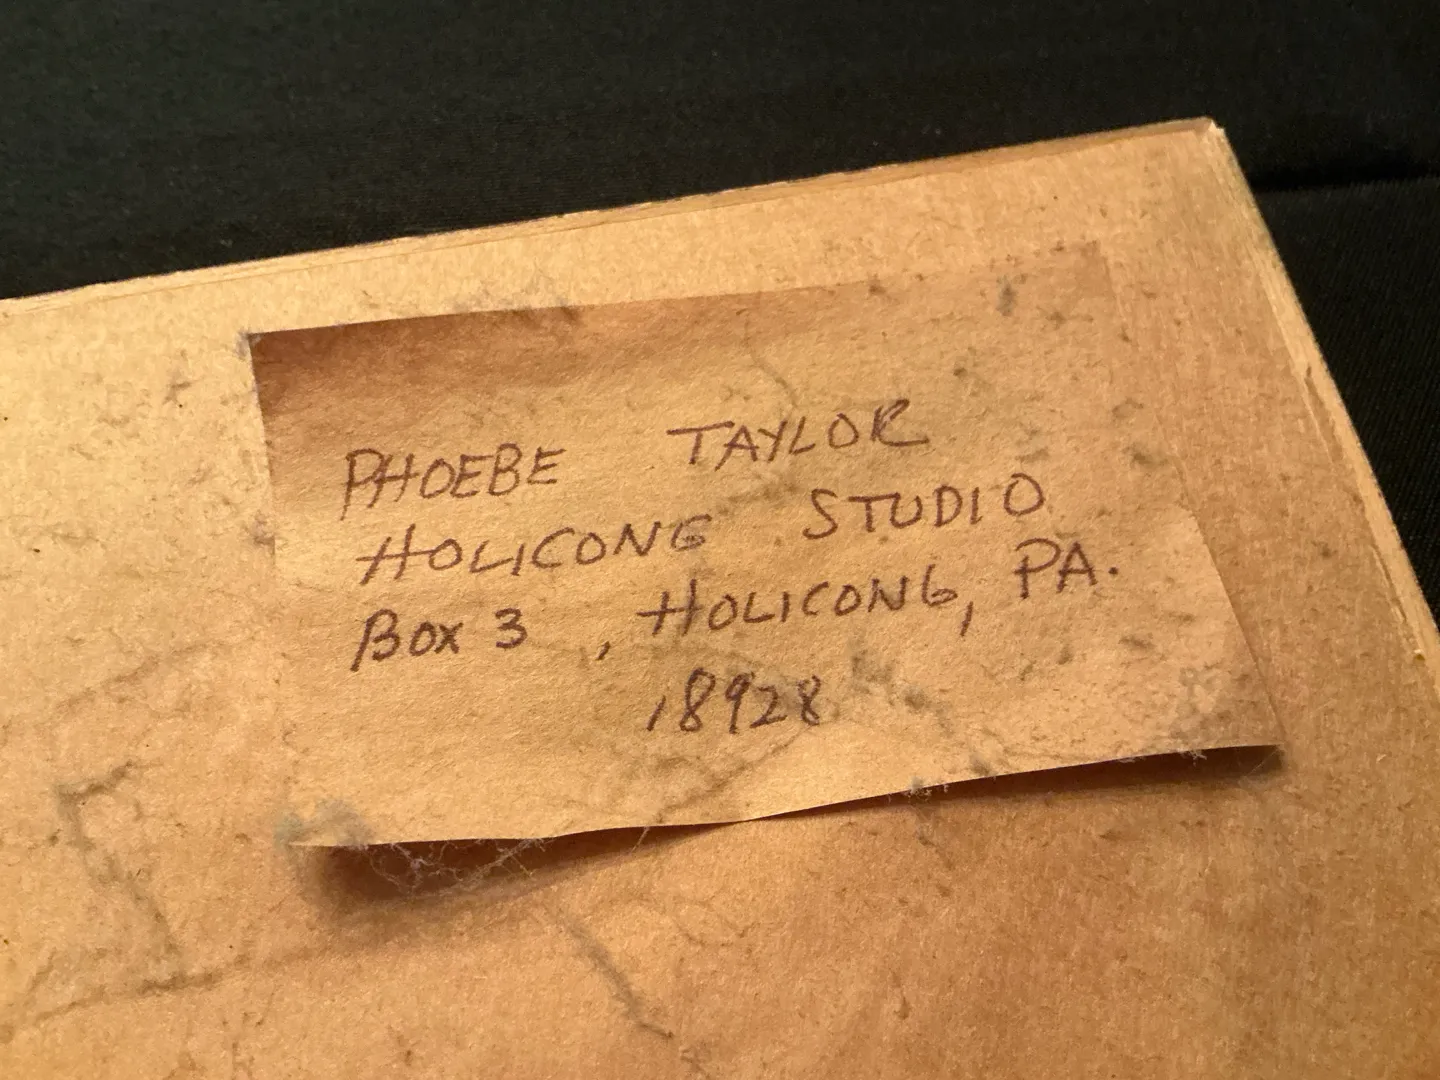 PHOEBE TAYLOR
HOLICONG STUDIO
BOX 3, HOLICONG, PA.
18928